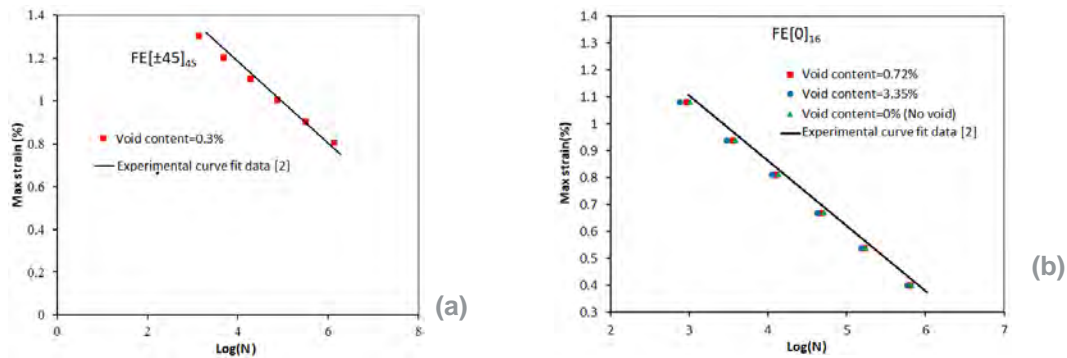 1.4
1.2
1
0.8
0.6
0.4
0.2
0
Max strain(%)
FE[±45]4S
Void content=0.3%
Experimental curve fit data [2]
0 2 4 6 8
Log(N)
(a)
1.4
1.3
1.2
1.1
1
0.9
0.8
0.7
0.6
0.5
0.4
0.3
Max strain(%)
FE[0]16
Void content=0.72%
Void content=3.35%
Void content=0% (No void)
Experimental curve fit data [2]
2 3 4 5 6 7
Log(N)
(b)